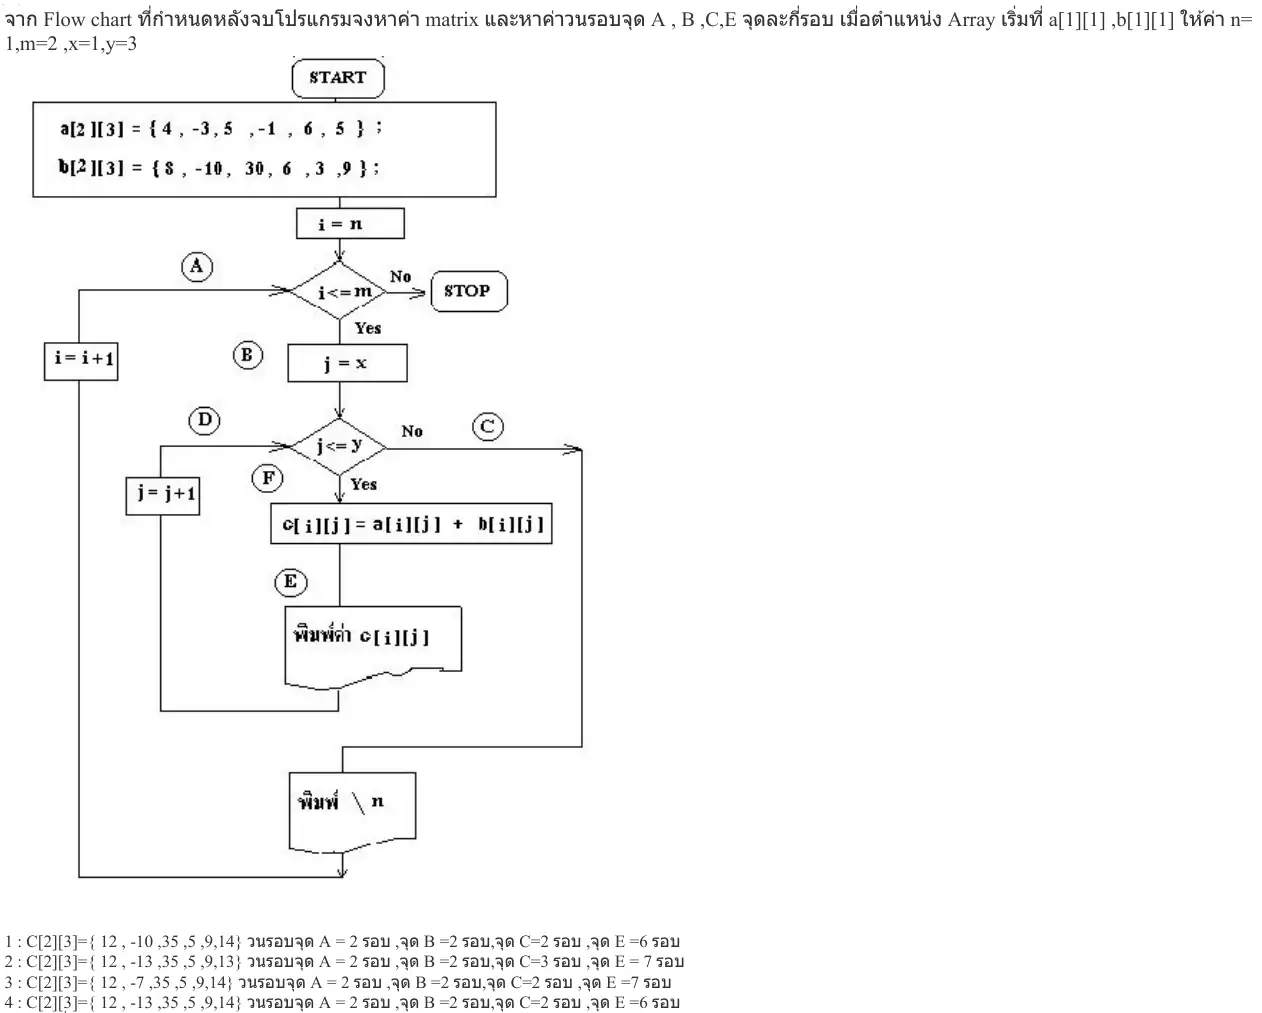 จาก Flow chart ที่กำหนดหลังจบโปรแกรมจงหาค่า matrix และหาค่าวนรอบจุด A , B ,C,E จุดละกี่รอบ เมื่อตำแหน่ง Array เริ่มที่ a[1][1] ,b[1][1] ให้ค่า n=
1,m=2 ,x=1,y=3
START
a[2][3] = { 4 , -3, 5 , -1 , 6 , 5 } ;
b[2][3] = { 8 , -10, 30, 6 , 3 , 9 } ;
i = n
A
i<= m
No
STOP
Yes
i = i+1
B
j = x
D
j<= y
No
C
F
Yes
j = j+1
c[i][j] = a[i][j] + b[i][j]
E
พิมพ์ค่า c[i][j]
พิมพ์ \ n
1 : C[2][3]={ 12 , -10 ,35 ,5 ,9,14} วนรอบจุด A = 2 รอบ ,จุด B =2 รอบ,จุด C=2 รอบ ,จุด E =6 รอบ
2 : C[2][3]={ 12 , -13 ,35 ,5 ,9,13} วนรอบจุด A = 2 รอบ ,จุด B =2 รอบ,จุด C=3 รอบ ,จุด E = 7 รอบ
3 : C[2][3]={ 12 , -7 ,35 ,5 ,9,14} วนรอบจุด A = 2 รอบ ,จุด B =2 รอบ,จุด C=2 รอบ ,จุด E =7 รอบ
4 : C[2][3]={ 12 , -13 ,35 ,5 ,9,14} วนรอบจุด A = 2 รอบ ,จุด B =2 รอบ,จุด C=2 รอบ ,จุด E =6 รอบ